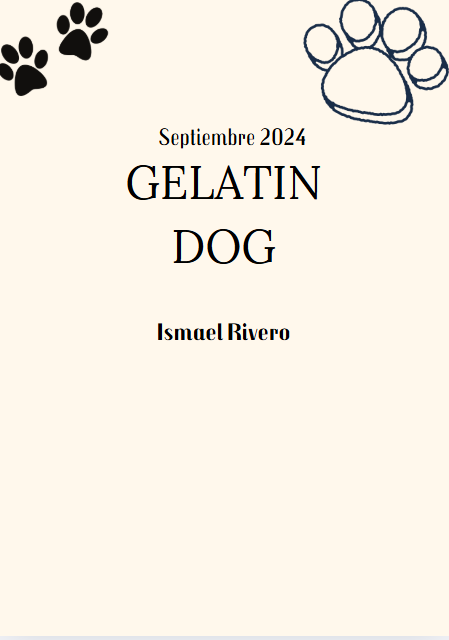 Septiembre 2024
GELATIN
DOG
Ismael Rivero